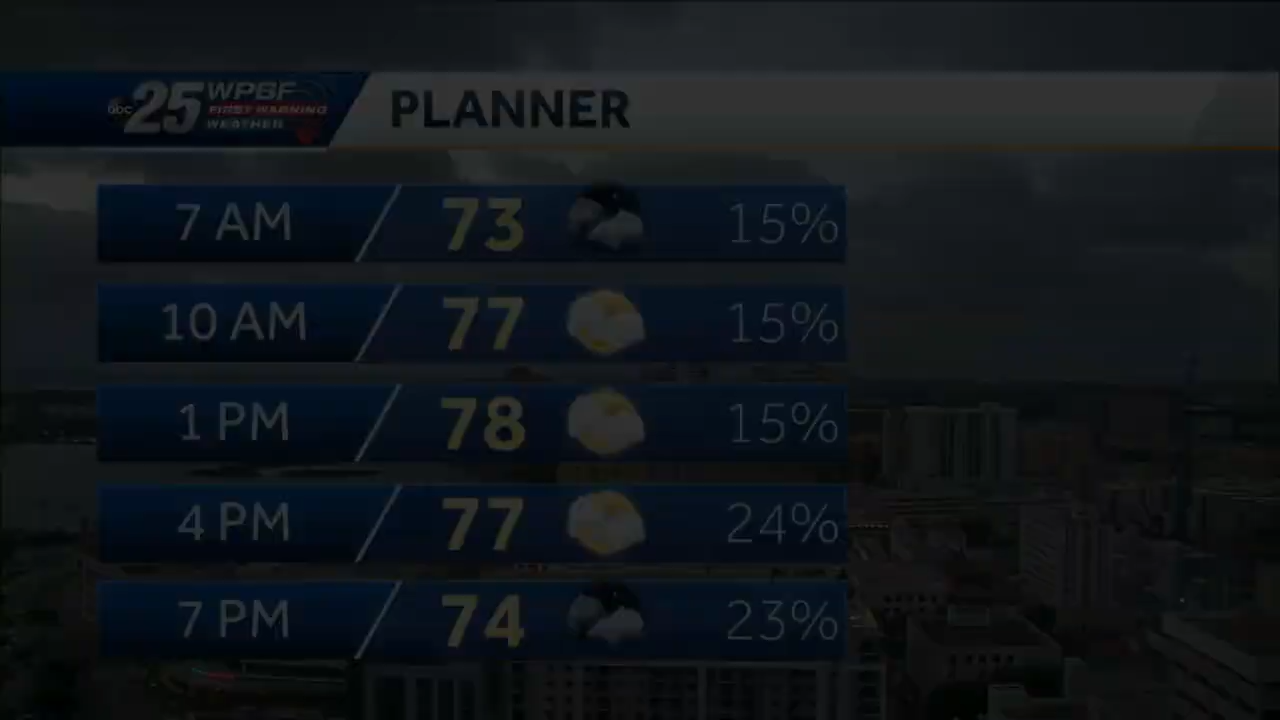 abc 25 WPBF
FIRST WARNING
WEATHER
PLANNER
7 AM 73 15%
10 AM 77 15%
1 PM 78 15%
4 PM 77 24%
7 PM 74 23%